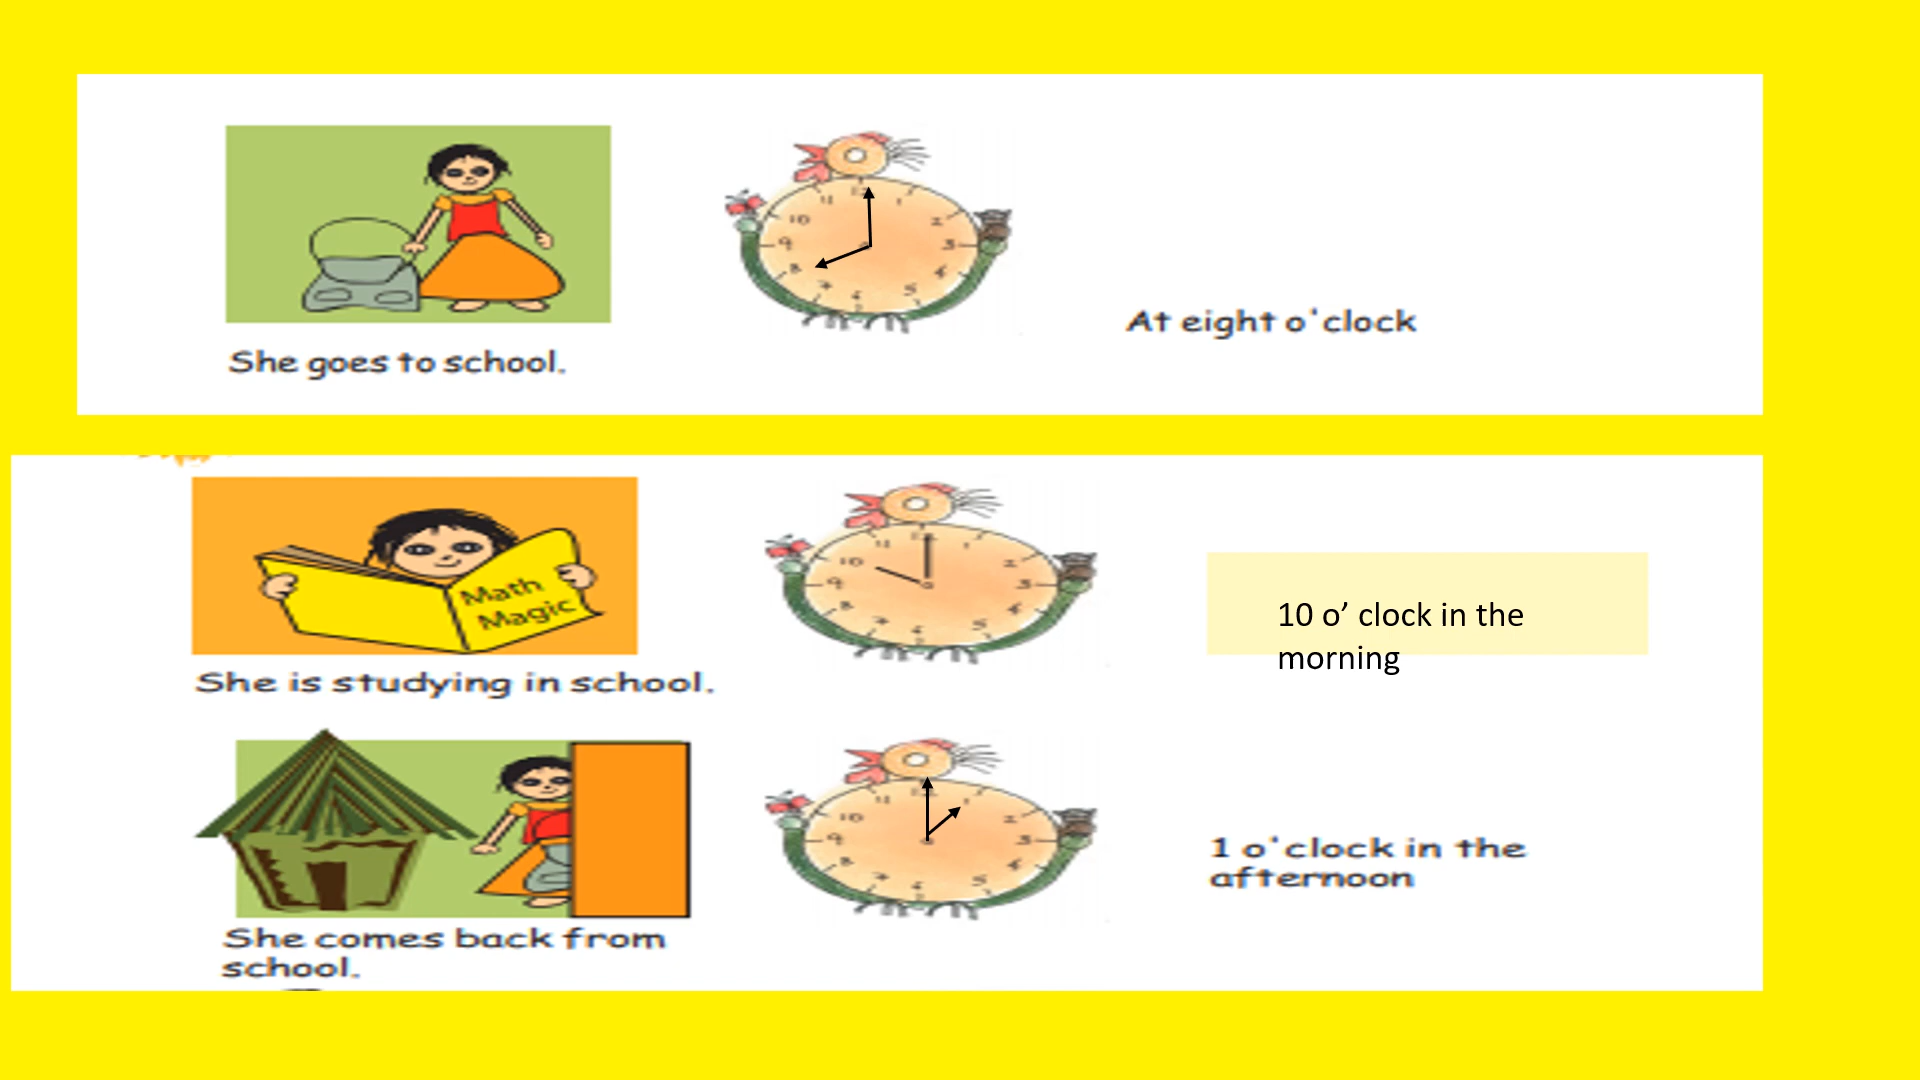 At eight o'clock
She goes to school.
Math
Magic
10 o’ clock in the
morning
She is studying in school.
1 o'clock in the
afternoon
She comes back from
school.